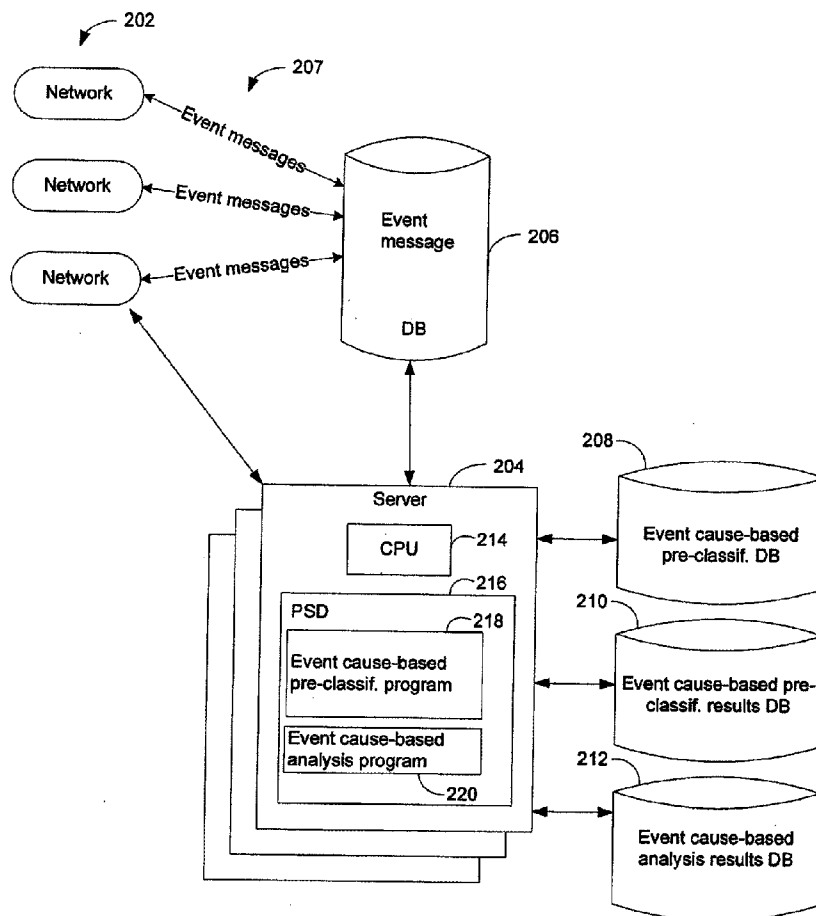 202
207
Network
Event messages
Network
Event messages
Network
Event messages
Event
message
DB
206
204
Server
CPU
214
216
PSD
218
Event cause-based
pre-classif. program
Event cause-based
analysis program
220
208
Event cause-based
pre-classif. DB
210
Event cause-based pre-
classif. results DB
212
Event cause-based
analysis results DB